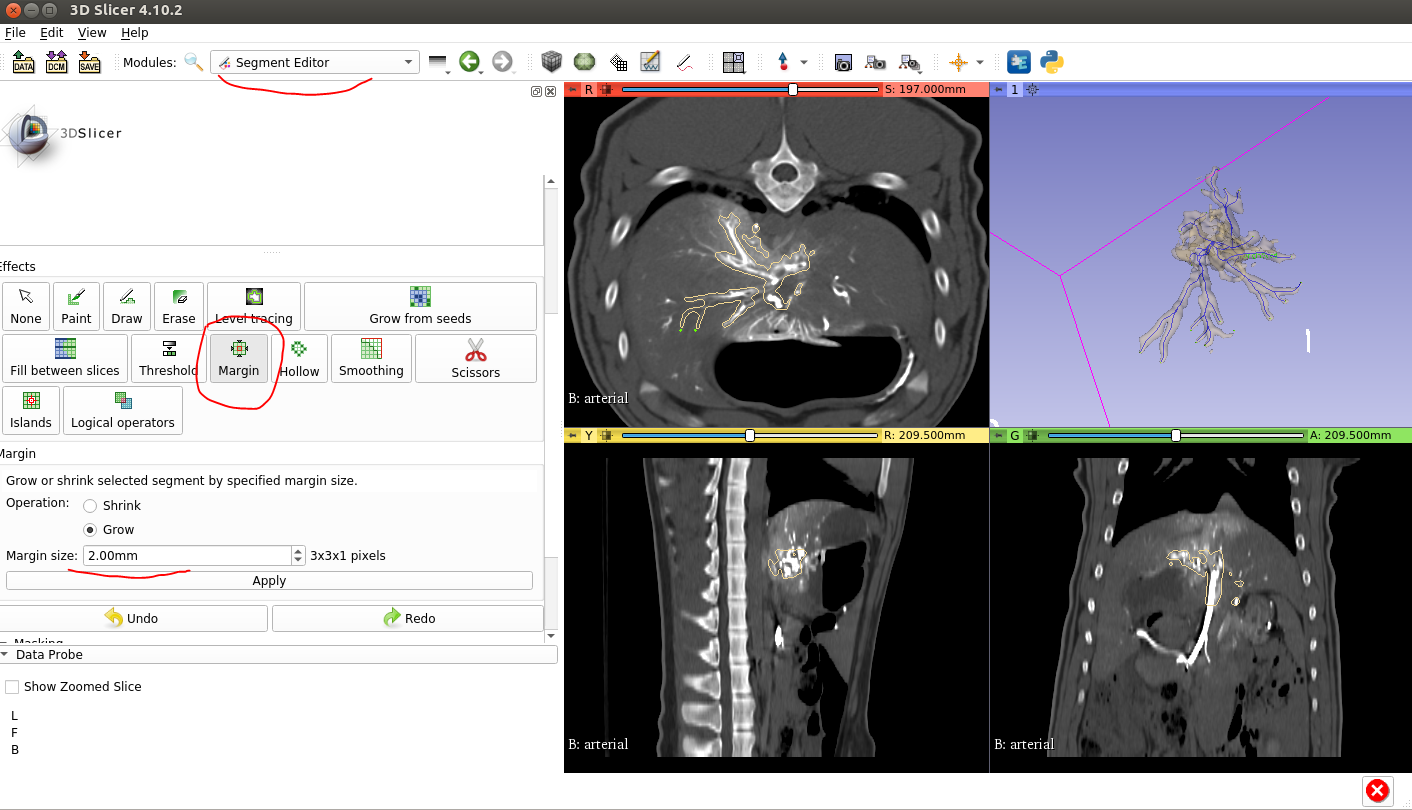 3D Slicer 4.10.2
File Edit View Help
DATA DCM SAVE Modules: Segment Editor
R S: 197.000mm
1
3DSlicer
Effects
None Paint Draw Erase Level tracing Grow from seeds
Fill between slices Threshold Margin Hollow Smoothing Scissors
Islands Logical operators
Margin
Grow or shrink selected segment by specified margin size.
Operation: Shrink
Grow
Margin size: 2.00mm 3x3x1 pixels
Apply
Undo Redo
Masking
Data Probe
Show Zoomed Slice
L
F
B
B: arterial
Y R: 209.500mm
G A: 209.500mm
B: arterial
B: arterial